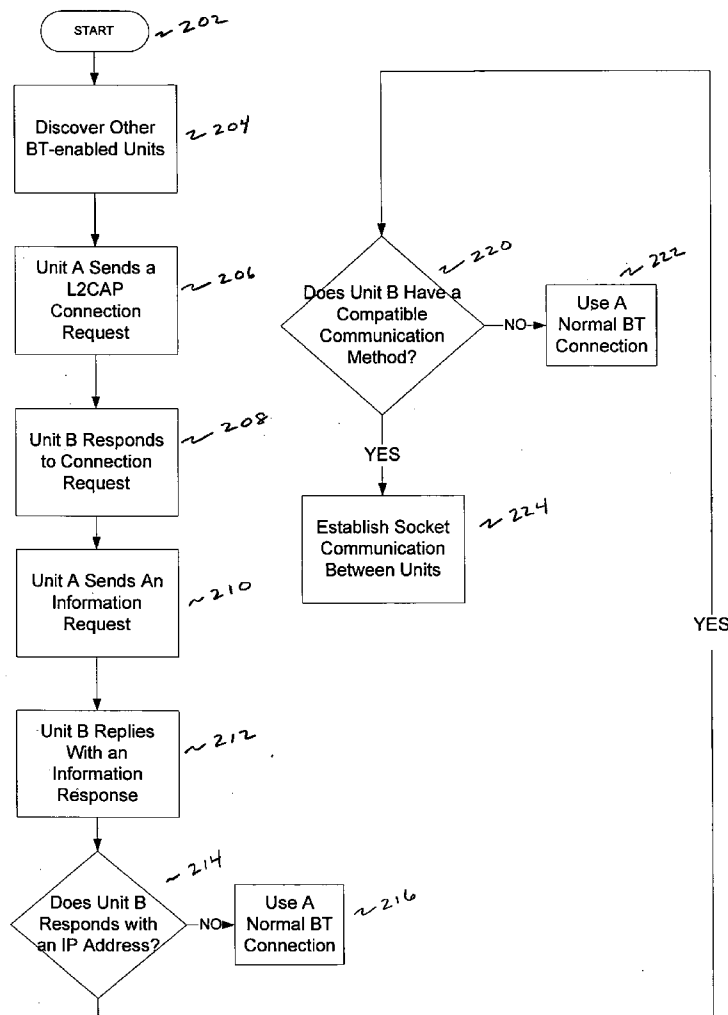 START
202
Discover Other
BT-enabled Units
204
Unit A Sends a
L2CAP
Connection
Request
206
Unit B Responds
to Connection
Request
208
Unit A Sends An
Information
Request
210
Unit B Replies
With an
Information
Response
212
Does Unit B
Responds with
an IP Address?
214
NO
Use A
Normal BT
Connection
216
YES
Does Unit B Have a
Compatible
Communication
Method?
220
NO
Use A
Normal BT
Connection
222
YES
Establish Socket
Communication
Between Units
224